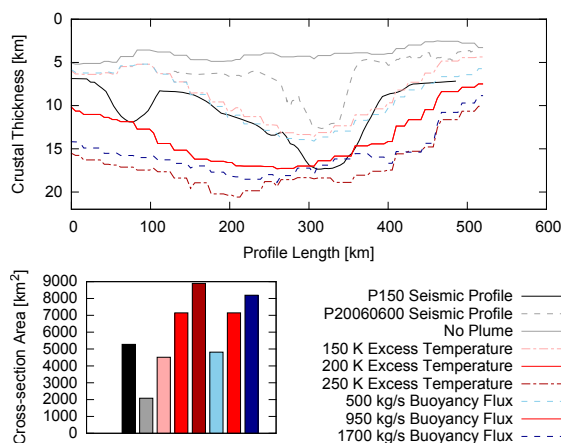 0
5
10
15
20
Crustal Thickness [km]
0 100 200 300 400 500 600
Profile Length [km]
9000
8000
7000
6000
5000
4000
3000
2000
1000
0
Cross-section Area [km²]
P150 Seismic Profile
P20060600 Seismic Profile
No Plume
150 K Excess Temperature
200 K Excess Temperature
250 K Excess Temperature
500 kg/s Buoyancy Flux
950 kg/s Buoyancy Flux
1700 kg/s Buoyancy Flux